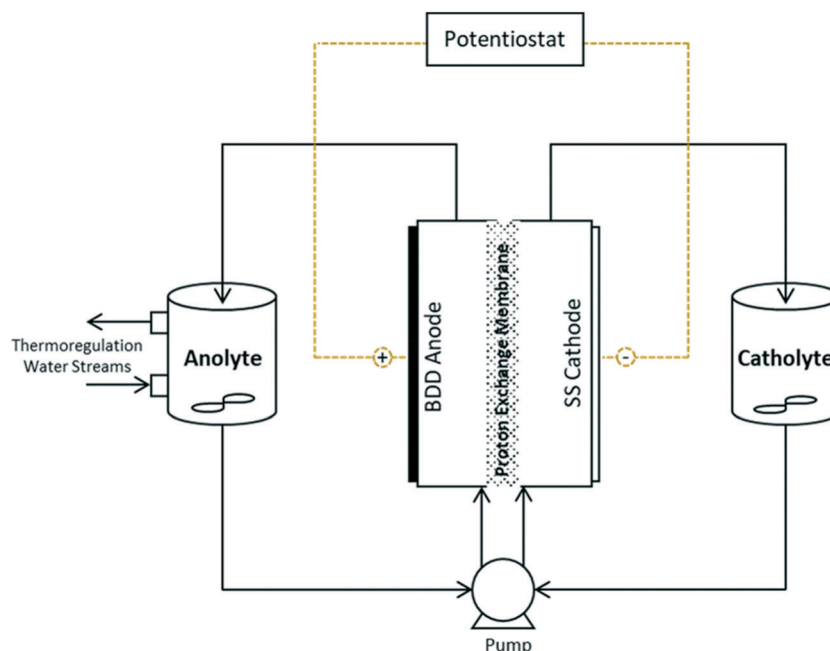 Potentiostat
Thermoregulation
Water Streams
Anolyte
+
BDD Anode
Proton Exchange Membrane
SS Cathode
-
Catholyte
Pump